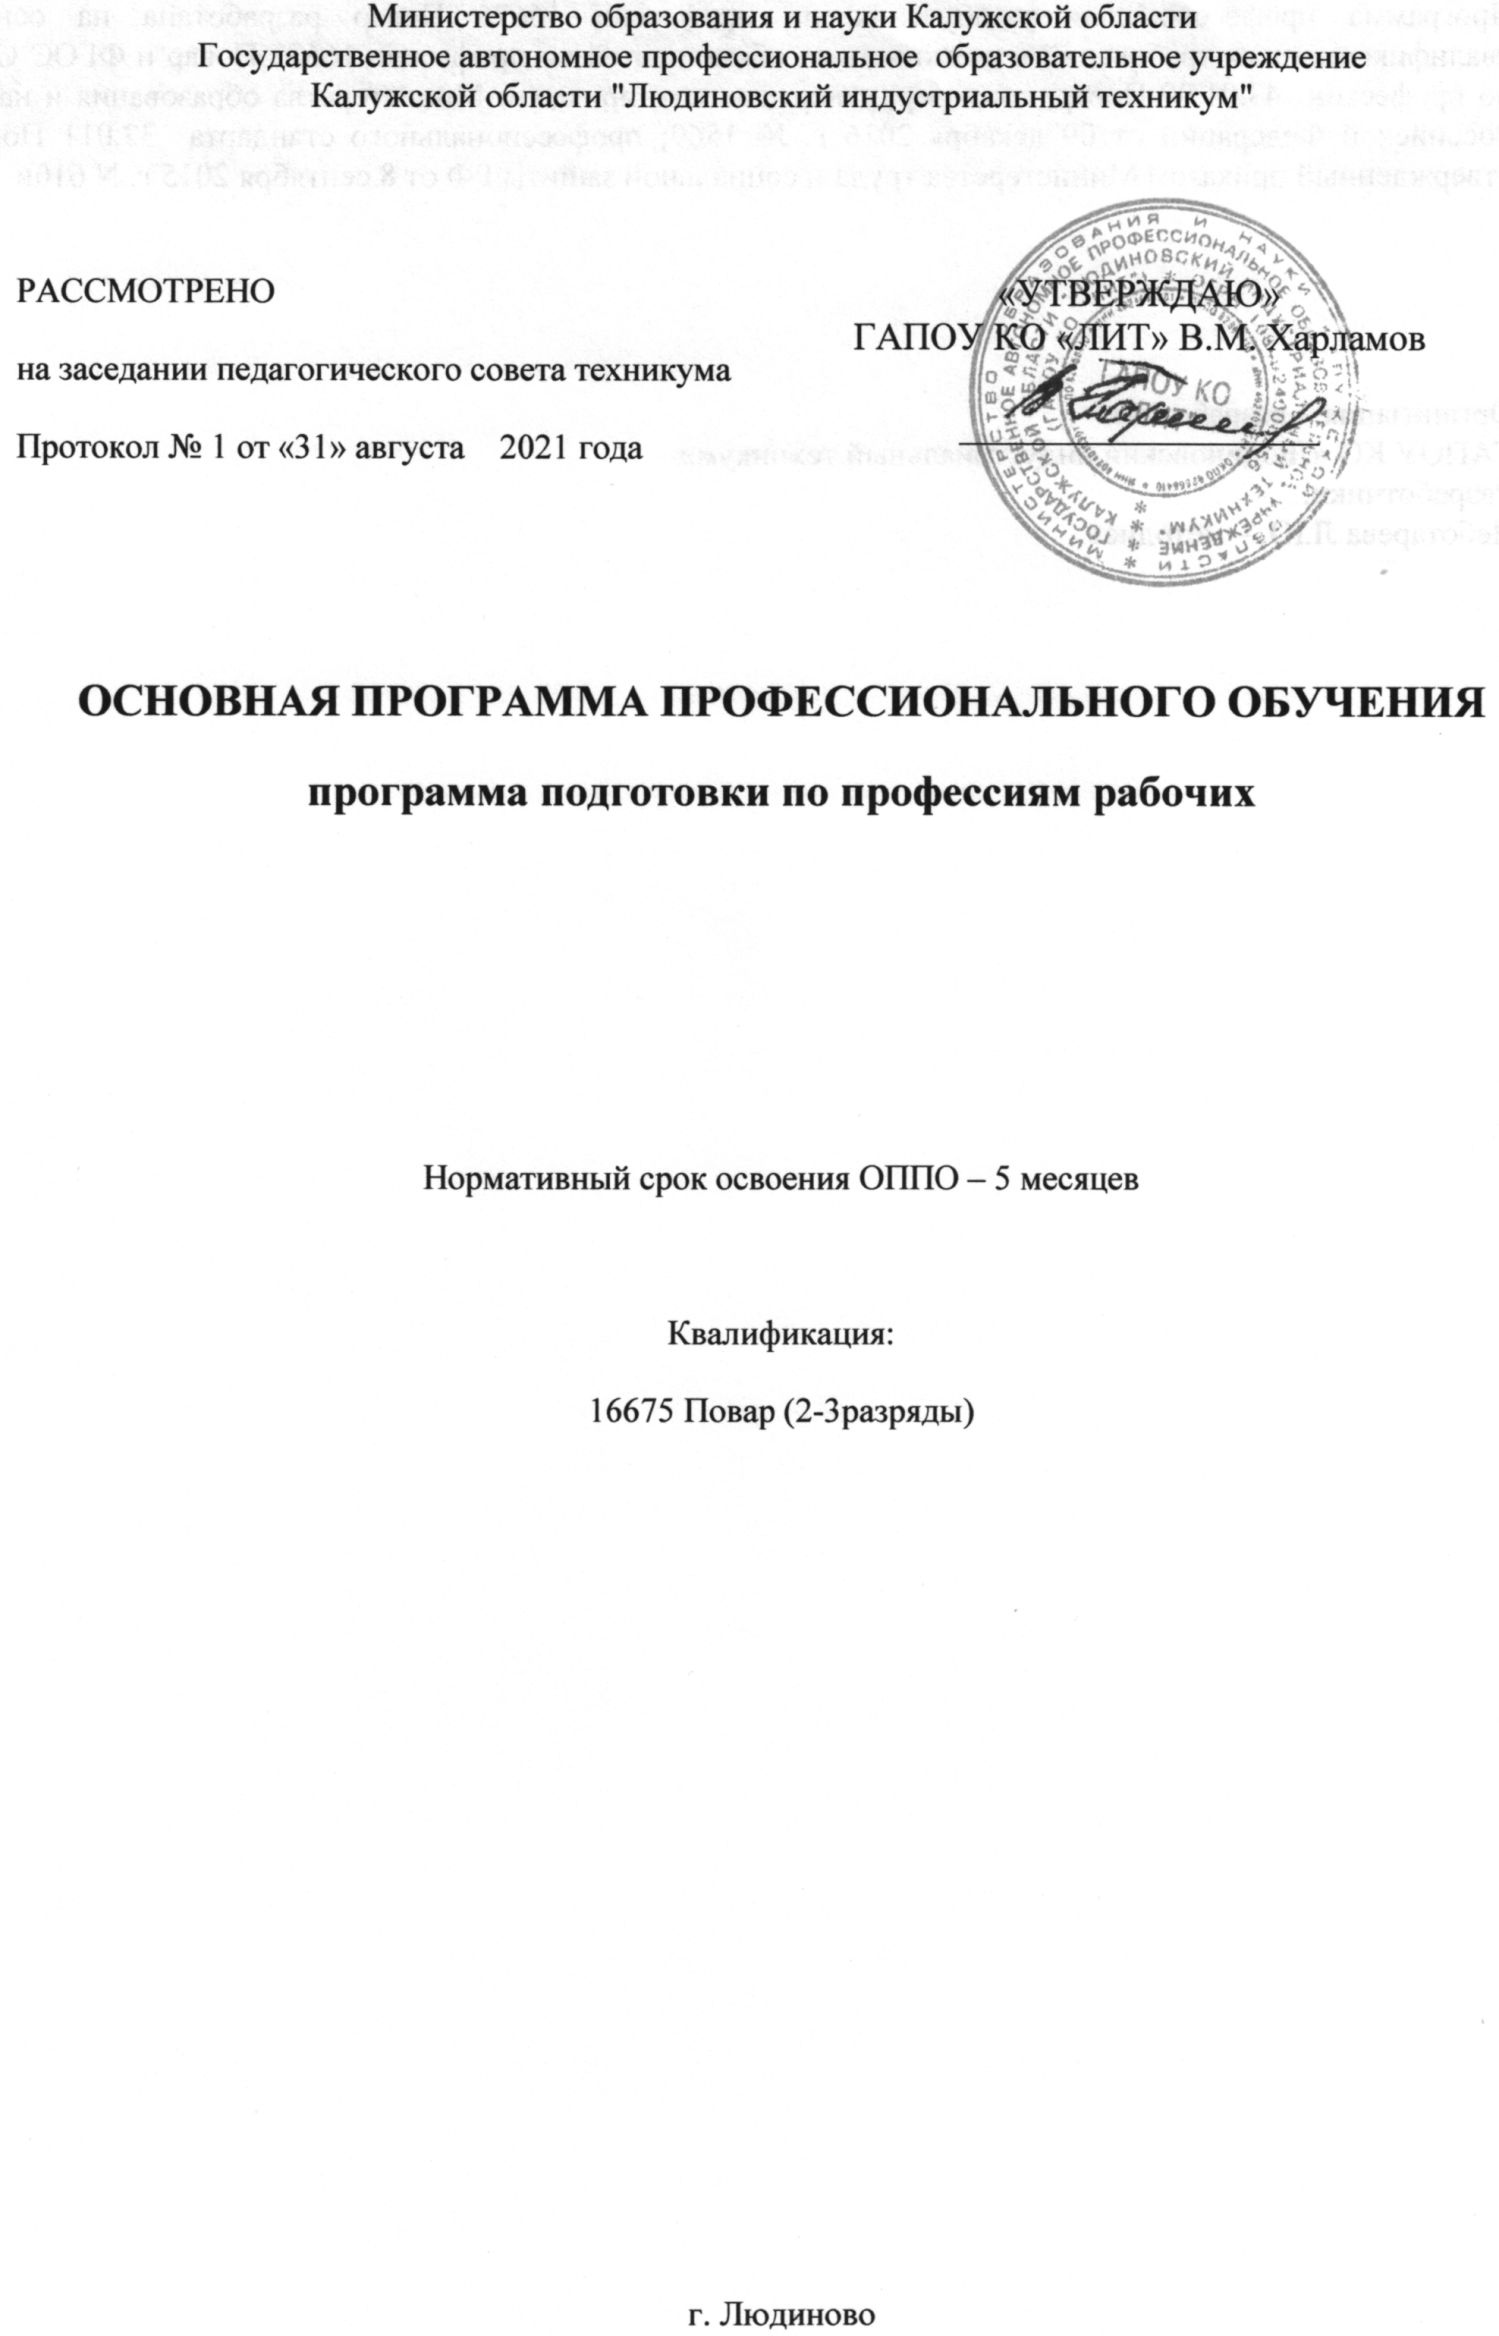 Министерство образования и науки Калужской области
Государственное автономное профессиональное образовательное учреждение
Калужской области "Людиновский индустриальный техникум"
РАССМОТРЕНО
на заседании педагогического совета техникума
Протокол № 1 от «31» августа 2021 года
«УТВЕРЖДАЮ»
ГАПОУ КО «ЛИТ» В.М. Харламов
ГАПОУ КО
ОСНОВНАЯ ПРОГРАММА ПРОФЕССИОНАЛЬНОГО ОБУЧЕНИЯ
программа подготовки по профессиям рабочих
Нормативный срок освоения ОППО – 5 месяцев
Квалификация:
16675 Повар (2-3разряды)
г. Людиново